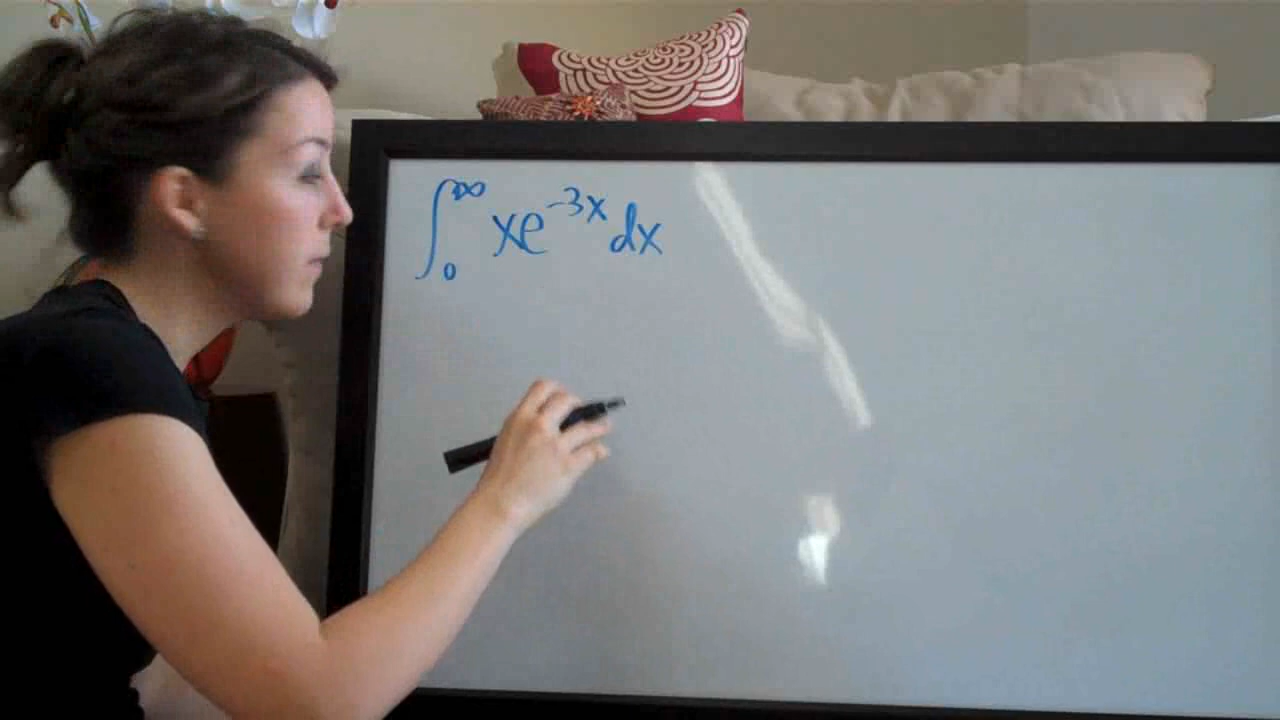 ∫₀^∞ xe^{-3x} dx